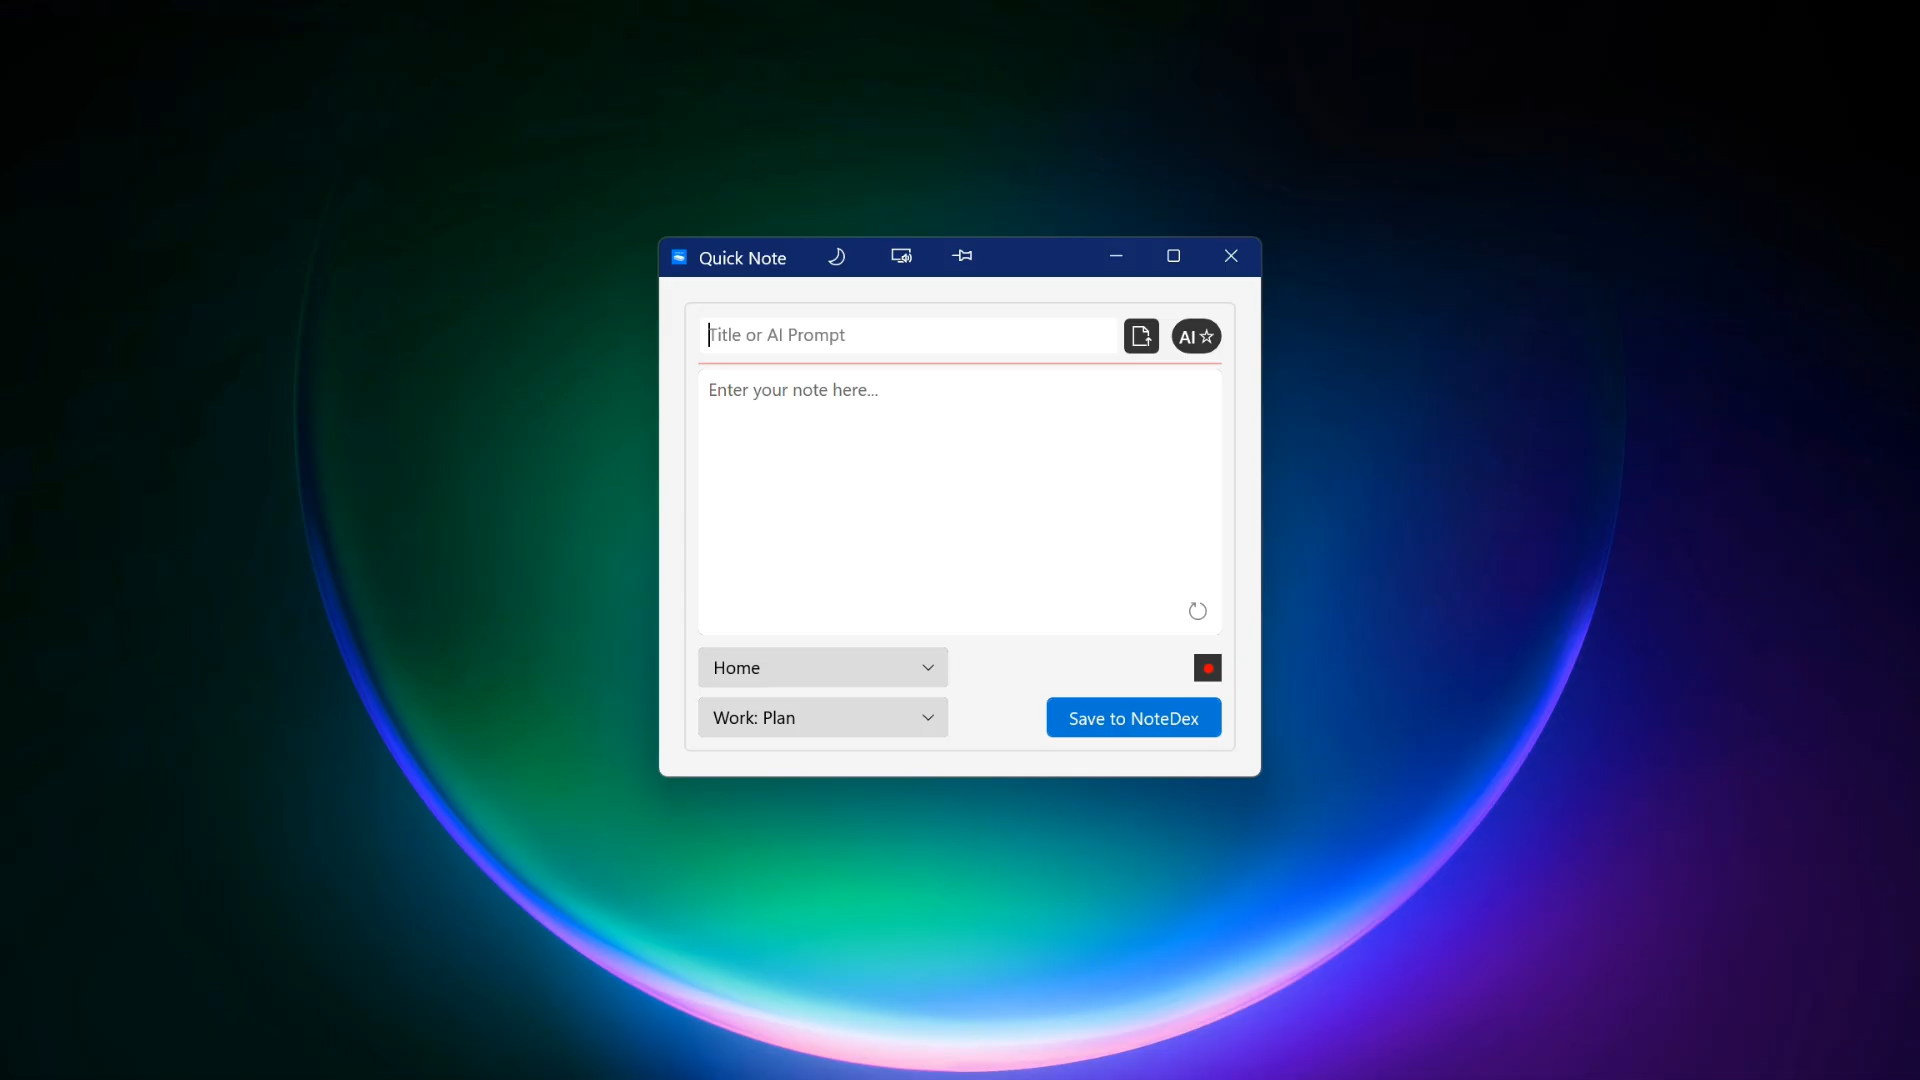 Quick Note
Title or AI Prompt
AI
Enter your note here...
Home
Work: Plan
Save to NoteDex